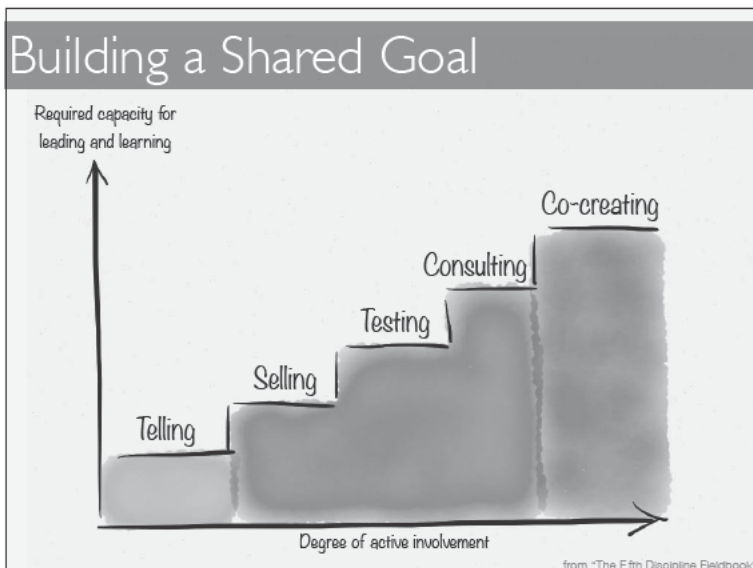 Building a Shared Goal
Required capacity for
leading and learning
Co-creating
Consulting
Testing
Selling
Telling
Degree of active involvement
from "The Fifth Discipline Fieldbook